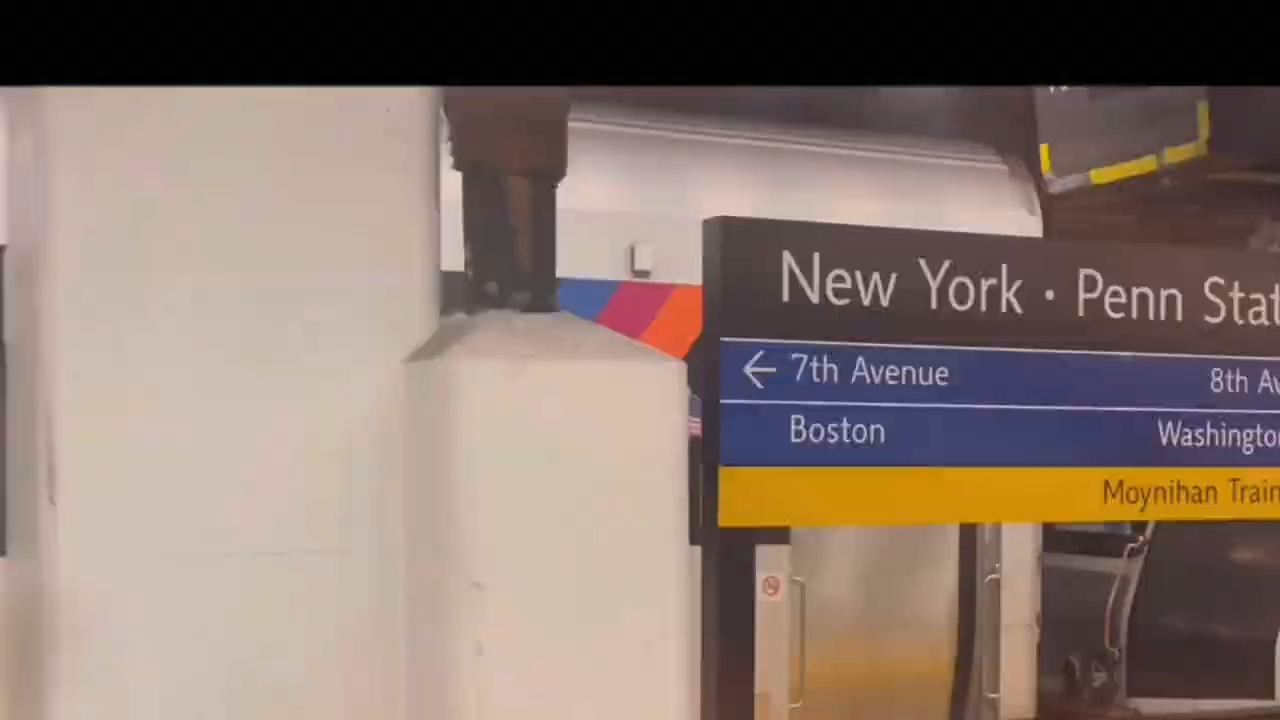 New York · Penn Stat
← 7th Avenue 8th Av
Boston Washington
Moynihan Train